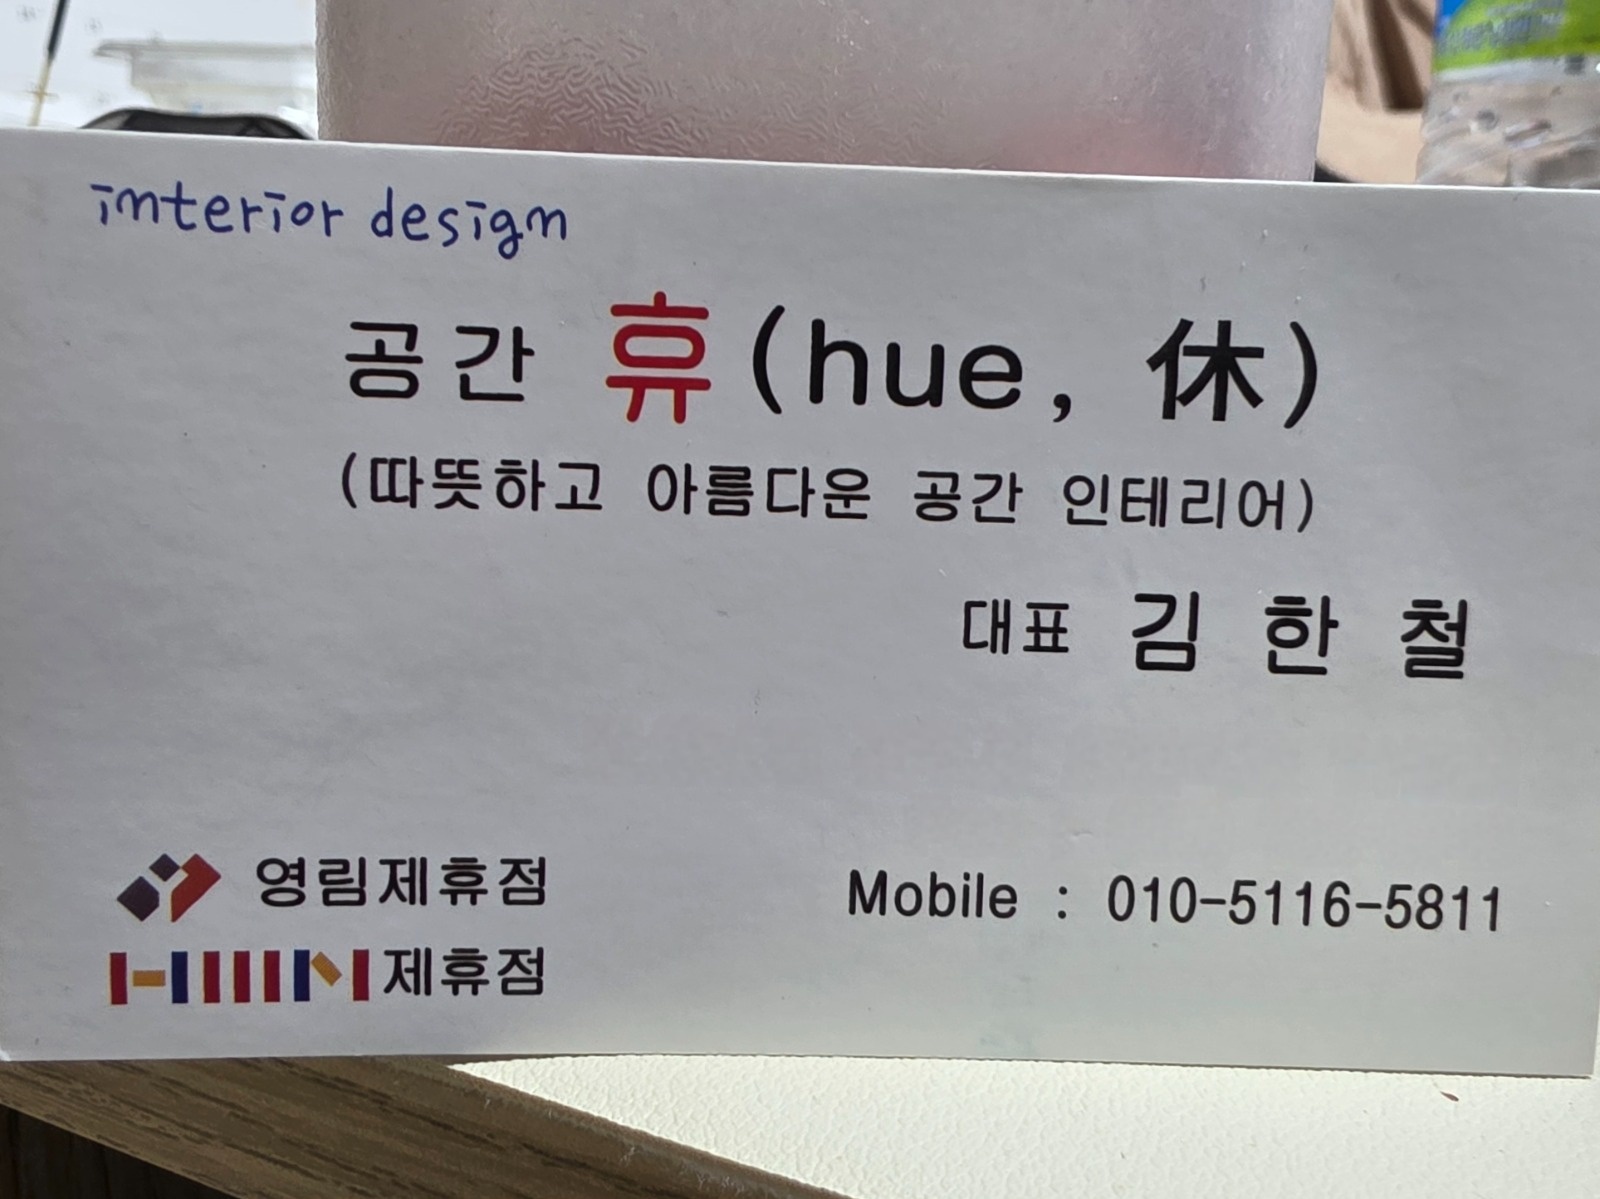 interior design
공간 휴(hue, 休)
(따뜻하고 아름다운 공간 인테리어)
대표 김 한 철
영림제휴점
제휴점
Mobile : 010-5116-5811